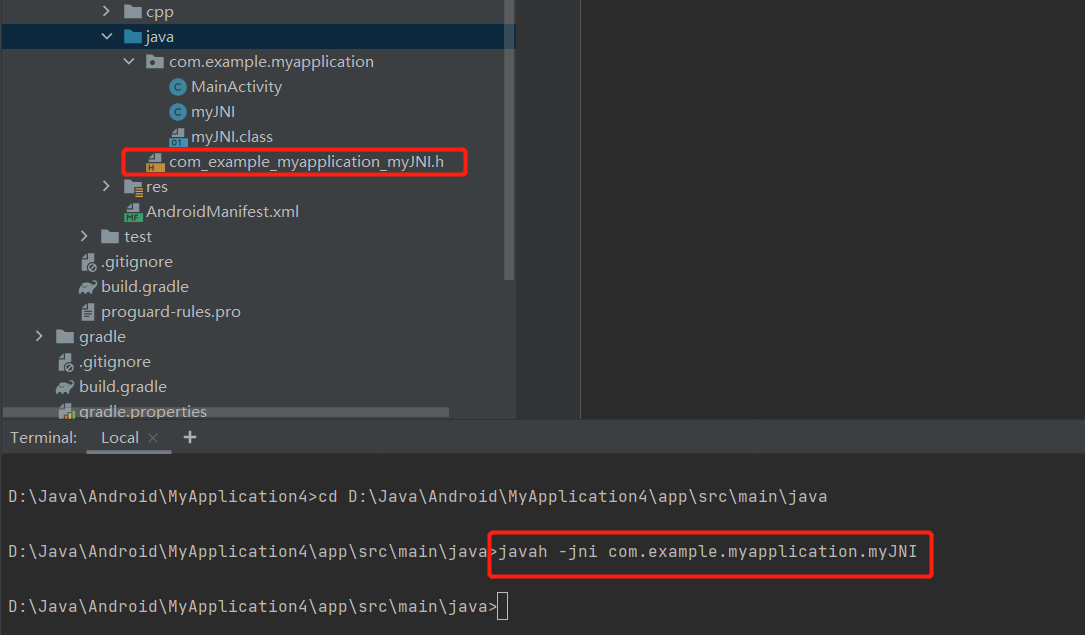 cpp
java
com.example.myapplication
MainActivity
myJNI
myJNI.class
com_example_myapplication_myJNI.h
res
AndroidManifest.xml
test
.gitignore
build.gradle
proguard-rules.pro
gradle
.gitignore
build.gradle
gradle.properties
Terminal: Local × +
D:\Java\Android\MyApplication4>cd D:\Java\Android\MyApplication4\app\src\main\java
D:\Java\Android\MyApplication4\app\src\main\java>javah -jni com.example.myapplication.myJNI
D:\Java\Android\MyApplication4\app\src\main\java>